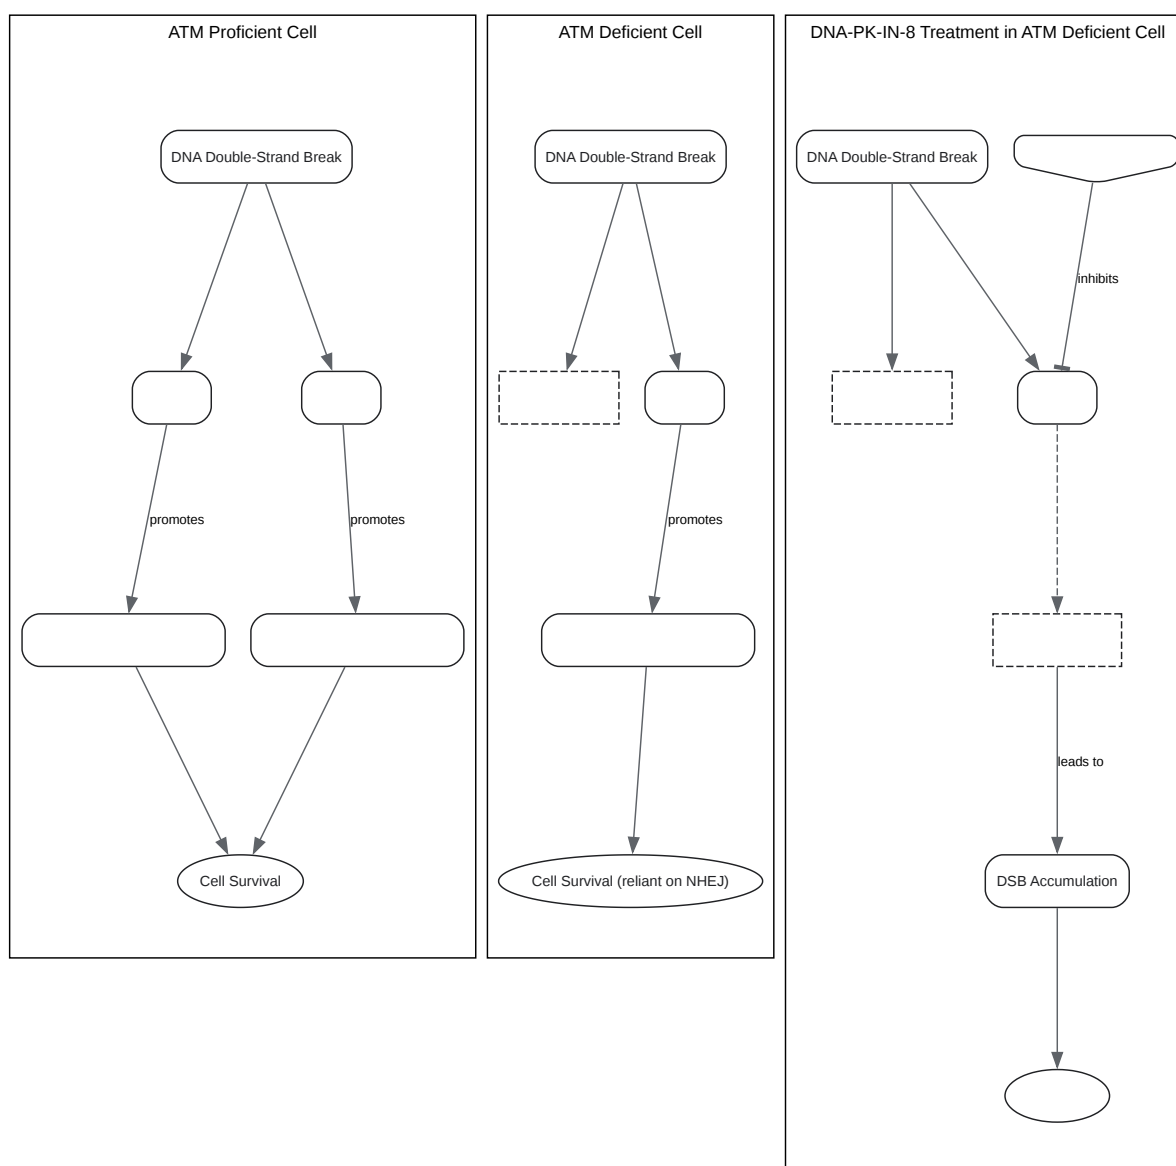 ATM Proficient Cell
DNA Double-Strand Break
promotes
promotes
Cell Survival
ATM Deficient Cell
DNA Double-Strand Break
promotes
Cell Survival (reliant on NHEJ)
DNA-PK-IN-8 Treatment in ATM Deficient Cell
DNA Double-Strand Break
inhibits
leads to
DSB Accumulation